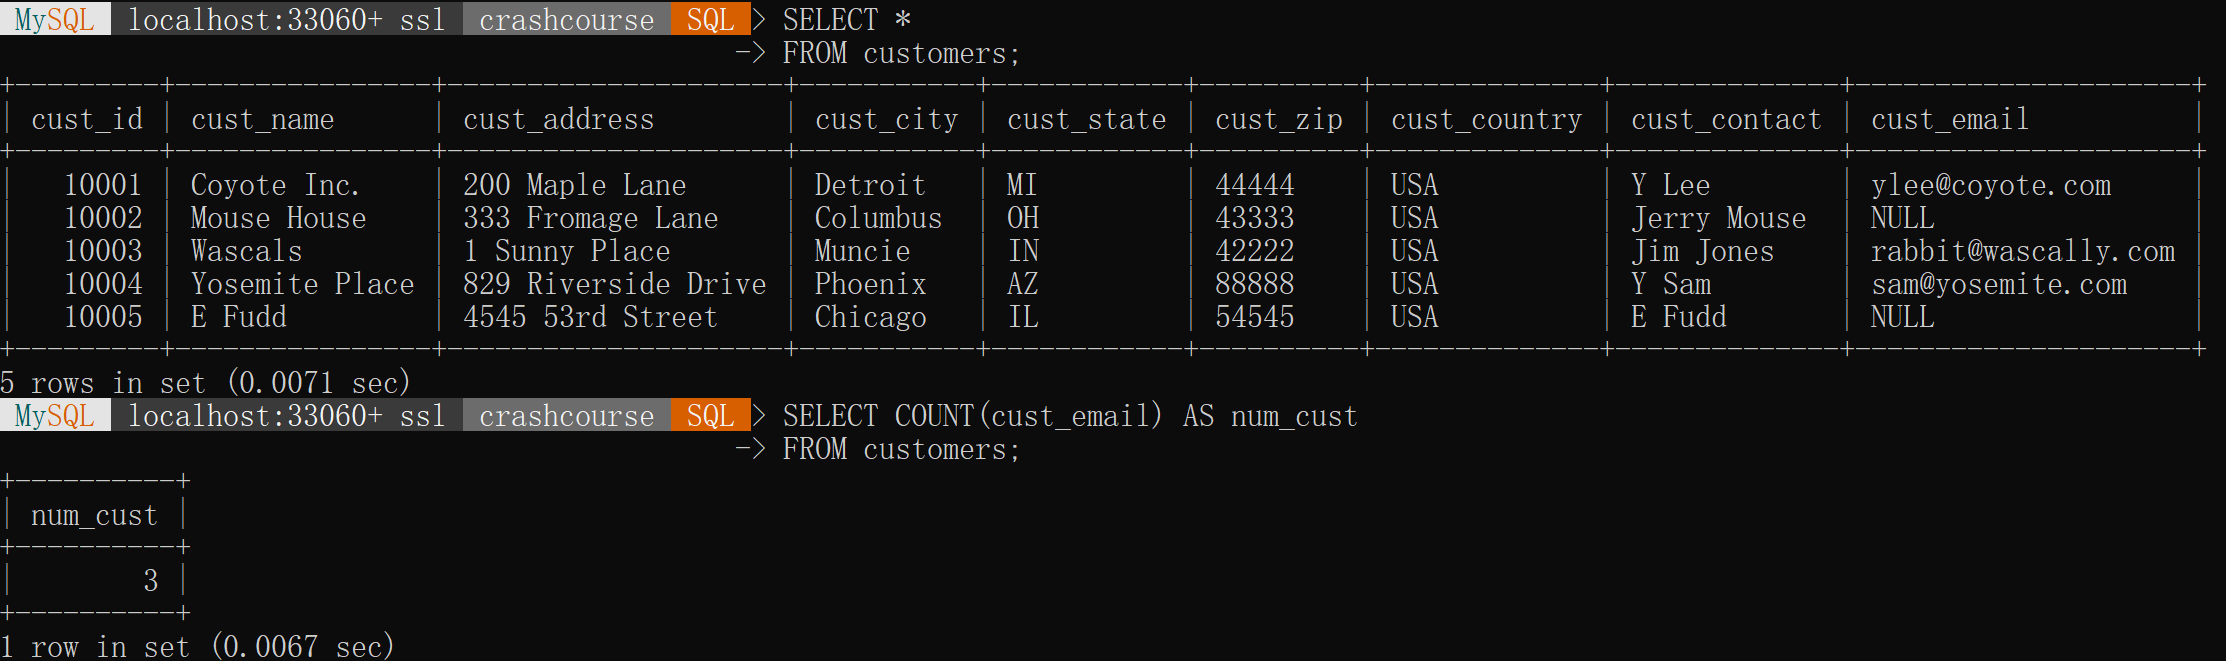 MySQL localhost:33060+ ssl crashcourse SQL > SELECT *
-> FROM customers;
+---------+----------------+---------------------+-----------+------------+----------+--------------+--------------+---------------------+
| cust_id | cust_name      | cust_address        | cust_city | cust_state | cust_zip | cust_country | cust_contact | cust_email          |
+---------+----------------+---------------------+-----------+------------+----------+--------------+--------------+---------------------+
|   10001 | Coyote Inc.    | 200 Maple Lane      | Detroit   | MI         | 44444    | USA          | Y Lee        | ylee@coyote.com     |
|   10002 | Mouse House    | 333 Fromage Lane    | Columbus  | OH         | 43333    | USA          | Jerry Mouse  | NULL                |
|   10003 | Wascals        | 1 Sunny Place       | Muncie    | IN         | 42222    | USA          | Jim Jones    | rabbit@wascally.com |
|   10004 | Yosemite Place | 829 Riverside Drive | Phoenix   | AZ         | 88888    | USA          | Y Sam        | sam@yosemite.com    |
|   10005 | E Fudd         | 4545 53rd Street    | Chicago   | IL         | 54545    | USA          | E Fudd       | NULL                |
+---------+----------------+---------------------+-----------+------------+----------+--------------+--------------+---------------------+
5 rows in set (0.0071 sec)
MySQL localhost:33060+ ssl crashcourse SQL > SELECT COUNT(cust_email) AS num_cust
-> FROM customers;
+----------+
| num_cust |
+----------+
|        3 |
+----------+
1 row in set (0.0067 sec)